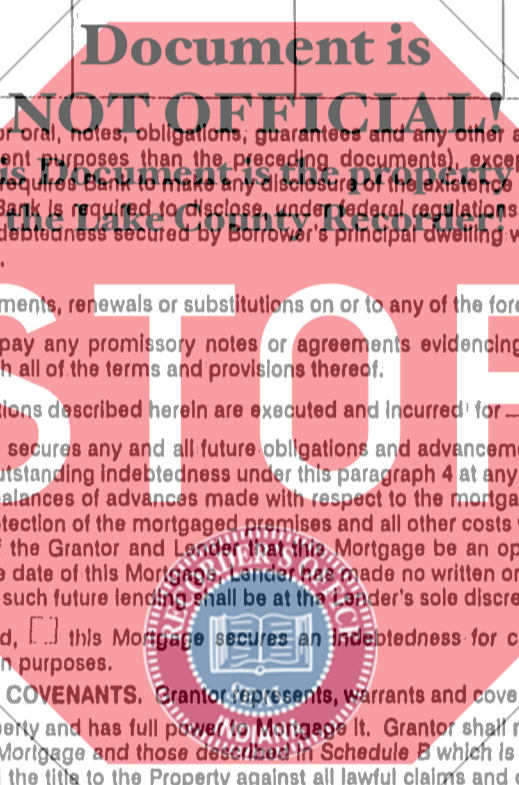 Document is
NOT OFFICIAL!
or oral, notes, obligations, guarantees and any other a
ent purposes than the preceding documents), excep
is Document is the property
requires Bank to make any disclosure of the existence
Bank is required to disclose under federal regulations
the Lake County Recorder!
debtedness secured by Borrower's principal dwelling w
.
ments, renewals or substitutions on or to any of the fore
STOP
pay any promissory notes or agreements evidencing
h all of the terms and provisions thereof.
tions described herein are executed and incurred for
secures any and all future obligations and advanceme
utstanding indebtedness under this paragraph 4 at any
alances of advances made with respect to the mortga
tection of the mortgaged premises and all other costs
f the Grantor and Lender that this Mortgage be an op
e date of this Mortgage. Lender has made no written or
such future lending shall be at the Lender's sole discre
d, [ ] this Mortgage secures an indebtedness for c
n purposes.
COVENANTS. Grantor represents, warrants and cove
perty and has full power to Mortgage it. Grantor shall
Mortgage and those described in Schedule B which is
the title to the Property against all lawful claims and